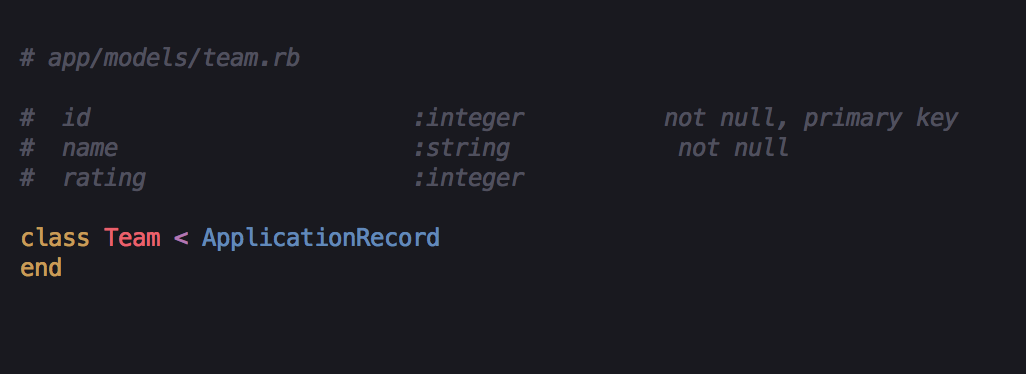 # app/models/team.rb
#  id                       :integer          not null, primary key
#  name                     :string            not null
#  rating                   :integer
class Team < ApplicationRecord
end